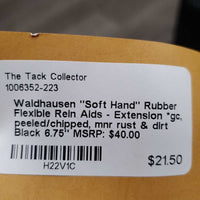 The Tack Collector
1006352-223
Waldhausen "Soft Hand" Rubber
Flexible Rein Aids - Extension *gc,
peeled/chipped, mnr rust & dirt
Black 6.75" MSRP: $40.00
$21.50
H22V1C